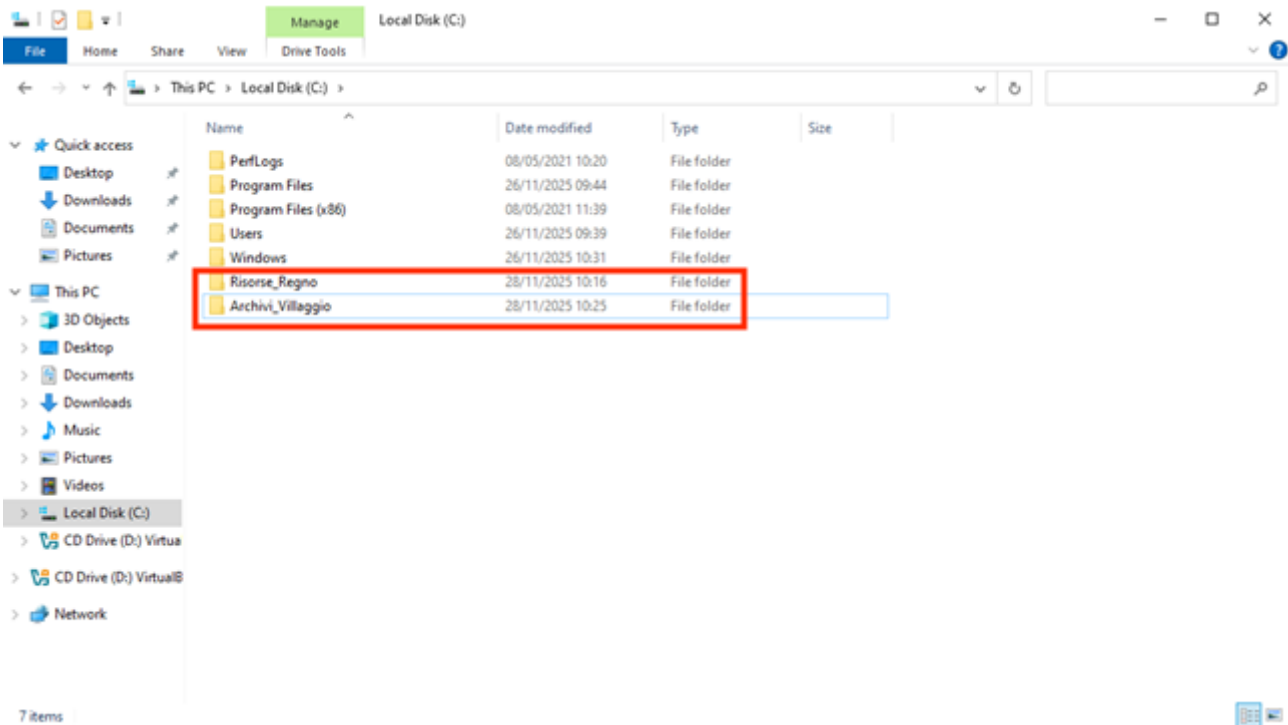 Manage Local Disk (C:)
File Home Share View Drive Tools
This PC > Local Disk (C:) >
Name Date modified Type Size
Quick access
Desktop
Downloads
Documents
Pictures
This PC
3D Objects
Desktop
Documents
Downloads
Music
Pictures
Videos
Local Disk (C:)
CD Drive (D:) Virtua
CD Drive (D:) VirtualB
Network
PerfLogs 08/05/2021 10:20 File folder
Program Files 26/11/2025 09:44 File folder
Program Files (x86) 08/05/2021 11:39 File folder
Users 26/11/2025 09:39 File folder
Windows 26/11/2025 10:31 File folder
Risorse_Regno 28/11/2025 10:16 File folder
Archivi_Villaggio 28/11/2025 10:25 File folder
7 items